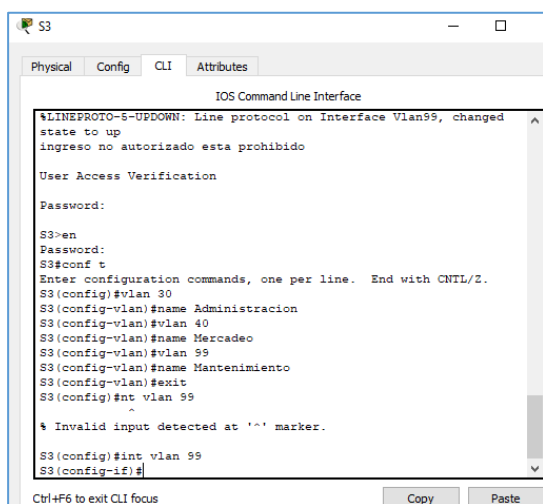 S3
Physical Config CLI Attributes
IOS Command Line Interface
%LINEPROTO-5-UPDOWN: Line protocol on Interface Vlan99, changed
state to up
ingreso no autorizado esta prohibido
User Access Verification
Password:
S3>en
Password:
S3#conf t
Enter configuration commands, one per line. End with CNTL/Z.
S3(config)#vlan 30
S3(config-vlan)#name Administracion
S3(config-vlan)#vlan 40
S3(config-vlan)#name Mercadeo
S3(config-vlan)#vlan 99
S3(config-vlan)#name Mantenimiento
S3(config-vlan)#exit
S3(config)#nt vlan 99
^
% Invalid input detected at '^' marker.
S3(config)#int vlan 99
S3(config-if)#
Ctrl+F6 to exit CLI focus
Copy Paste